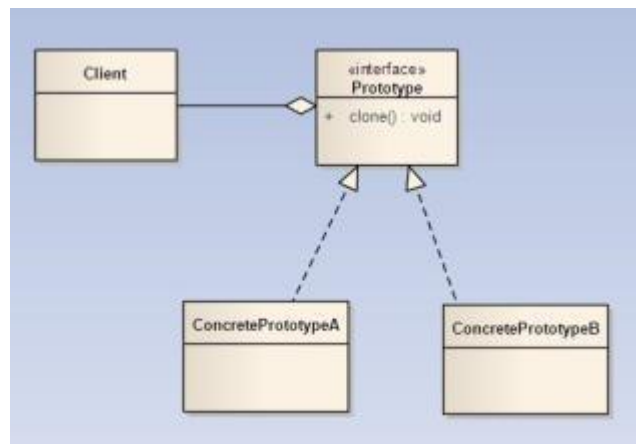 Client
«interface»
Prototype
+ clone() : void
ConcretePrototypeA
ConcretePrototypeB